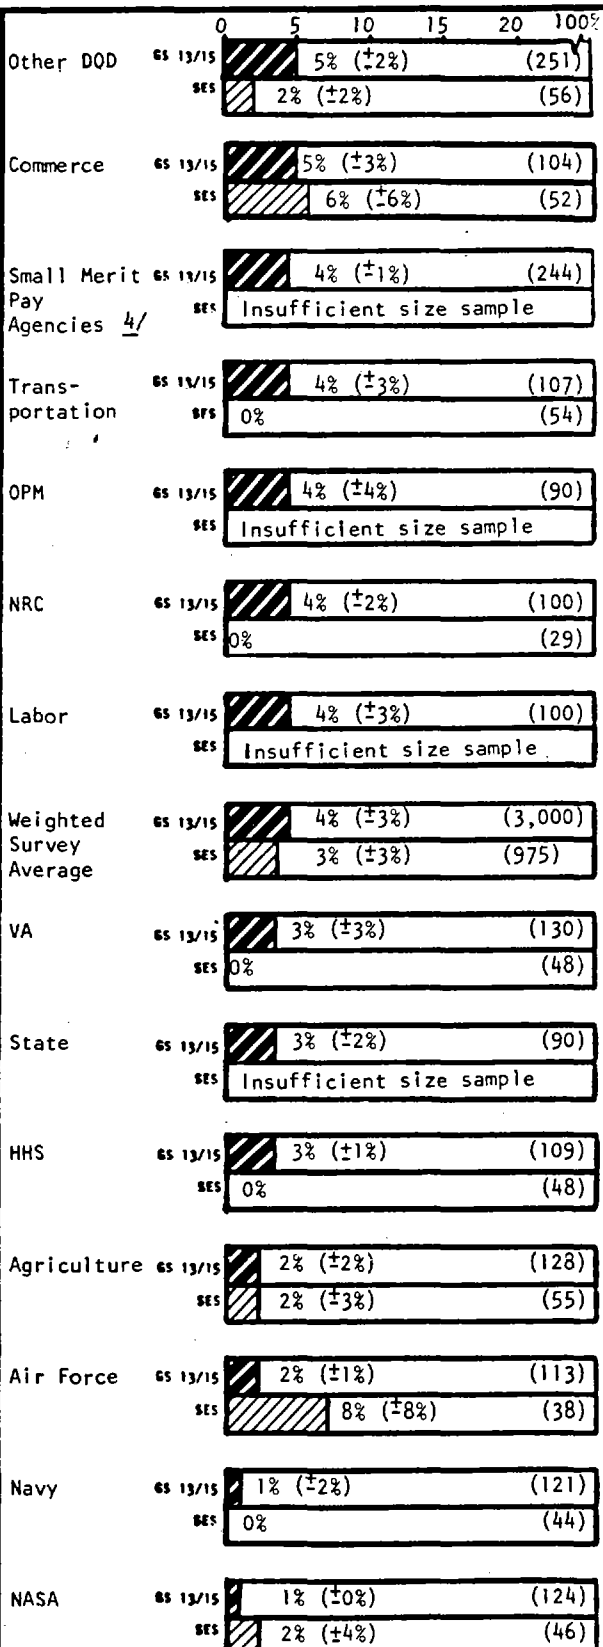 0 5 10 15 20 100%
Other DOD GS 13/15 5% (±2%) (251)
SES 2% (±2%) (56)
Commerce GS 13/15 5% (±3%) (104)
SES 6% (±6%) (52)
Small Merit GS 13/15 4% (±1%) (244)
Pay
Agencies 4/ SES Insufficient size sample
Trans- GS 13/15 4% (±3%) (107)
portation SES 0% (54)
OPM GS 13/15 4% (±4%) (90)
SES Insufficient size sample
NRC GS 13/15 4% (±2%) (100)
SES 0% (29)
Labor GS 13/15 4% (±3%) (100)
SES Insufficient size sample
Weighted GS 13/15 4% (±3%) (3,000)
Survey
Average SES 3% (±3%) (975)
VA GS 13/15 3% (±3%) (130)
SES 0% (48)
State GS 13/15 3% (±2%) (90)
SES Insufficient size sample
HHS GS 13/15 3% (±1%) (109)
SES 0% (48)
Agriculture GS 13/15 2% (±2%) (128)
SES 2% (±3%) (55)
Air Force GS 13/15 2% (±1%) (113)
SES 8% (±8%) (38)
Navy GS 13/15 1% (±2%) (121)
SES 0% (44)
NASA GS 13/15 1% (±0%) (124)
SES 2% (±4%) (46)